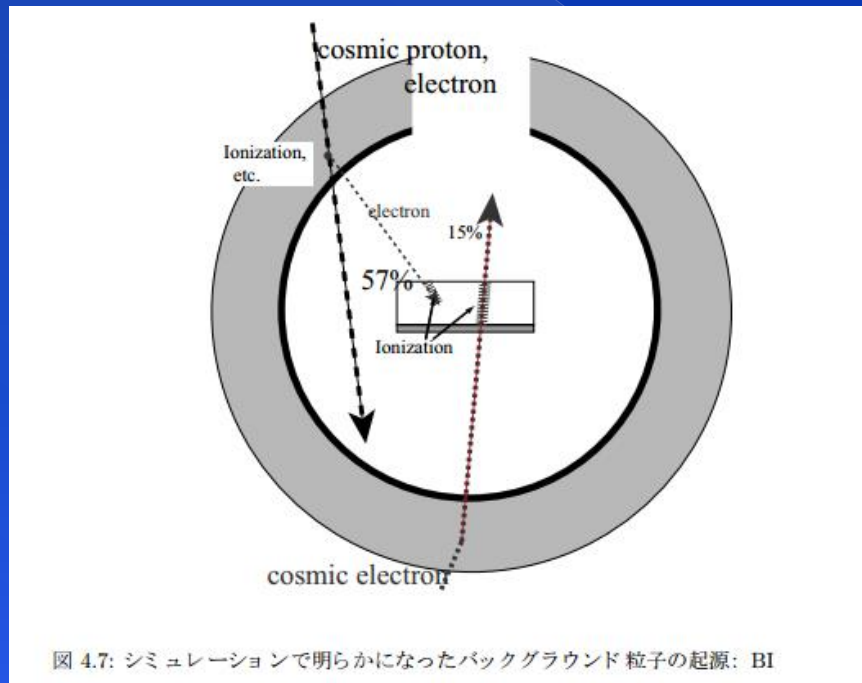 cosmic proton,
electron
Ionization,
etc.
electron
15%
57%
Ionization
cosmic electron
図 4.7: シミュレーションで明らかになったバックグラウンド粒子の起源: BI